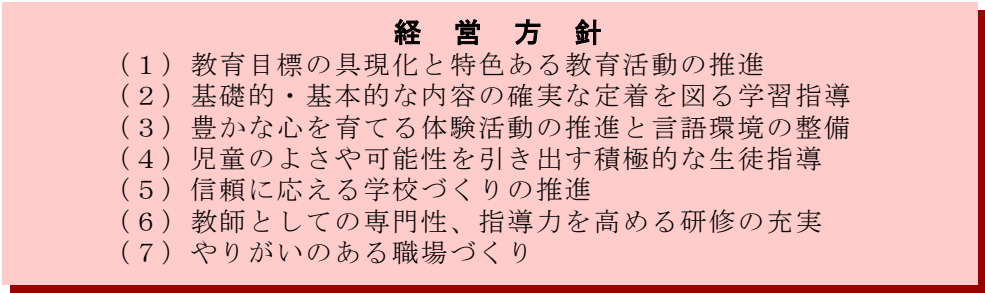 経　営　方　針
（１）教育目標の具現化と特色ある教育活動の推進
（２）基礎的・基本的な内容の確実な定着を図る学習指導
（３）豊かな心を育てる体験活動の推進と言語環境の整備
（４）児童のよさや可能性を引き出す積極的な生徒指導
（５）信頼に応える学校づくりの推進
（６）教師としての専門性、指導力を高める研修の充実
（７）やりがいのある職場づくり